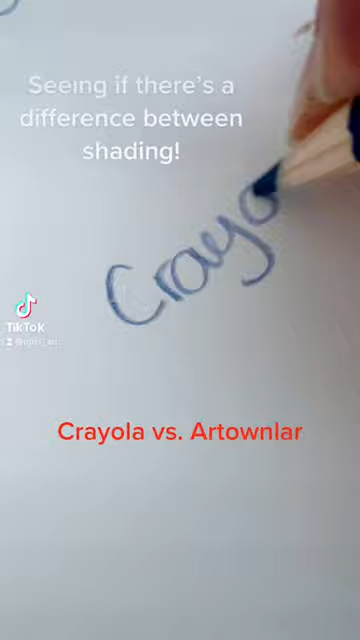 Seeing if there's a
difference between
shading!
Crayo
TikTok
Crayola vs. Artownlar